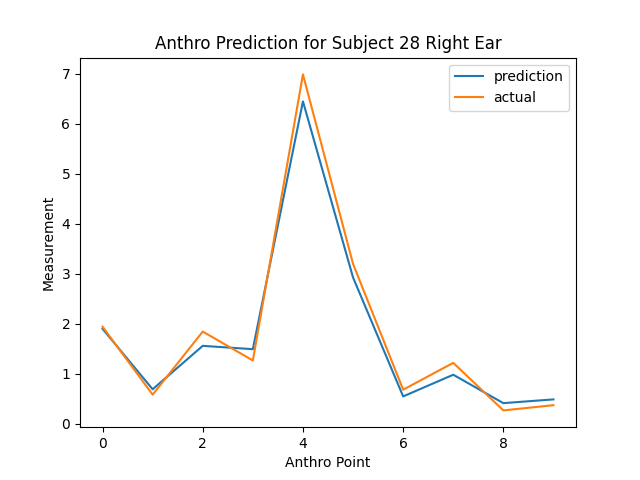 Anthro Prediction for Subject 28 Right Ear
prediction
actual
7
6
5
4
3
2
1
0
Measurement
0 2 4 6 8
Anthro Point